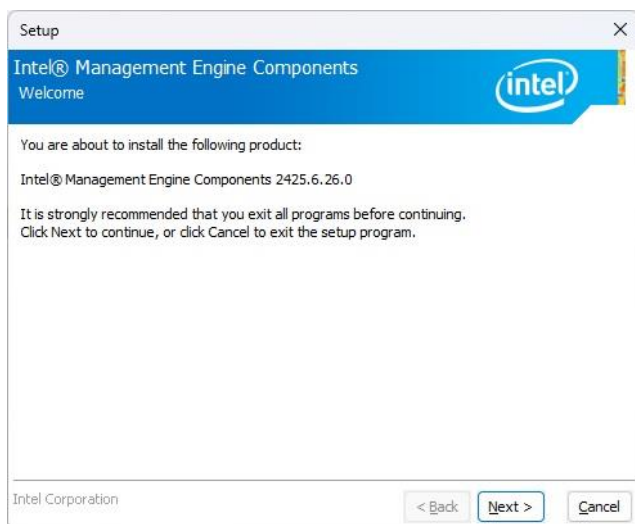 Setup
Intel® Management Engine Components
Welcome
intel
You are about to install the following product:
Intel® Management Engine Components 2425.6.26.0
It is strongly recommended that you exit all programs before continuing.
Click Next to continue, or click Cancel to exit the setup program.
Intel Corporation
< Back
Next >
Cancel